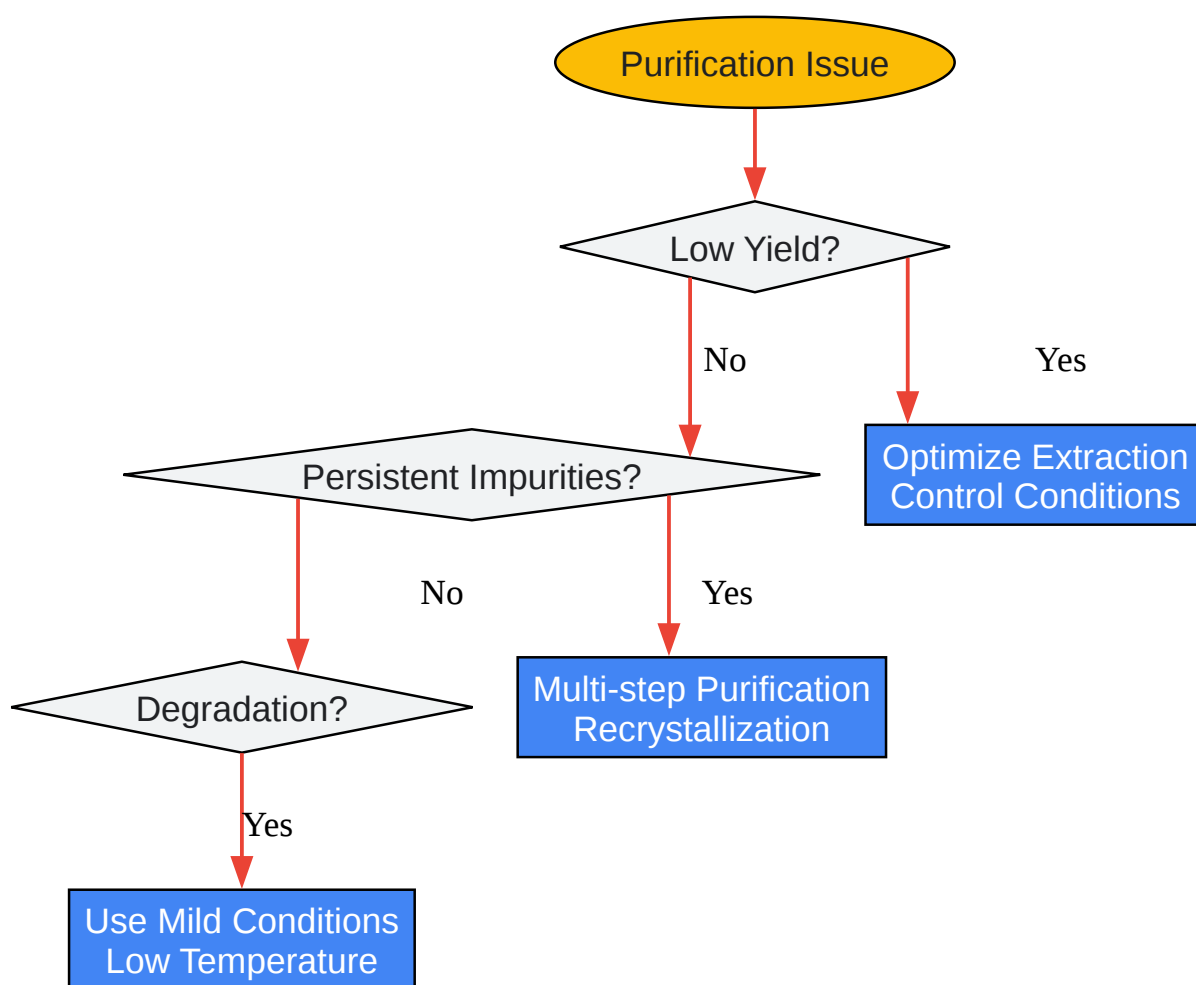 Purification Issue
Low Yield?
No
Yes
Optimize Extraction
Control Conditions
Persistent Impurities?
No
Yes
Multi-step Purification
Recrystallization
Degradation?
Yes
Use Mild Conditions
Low Temperature